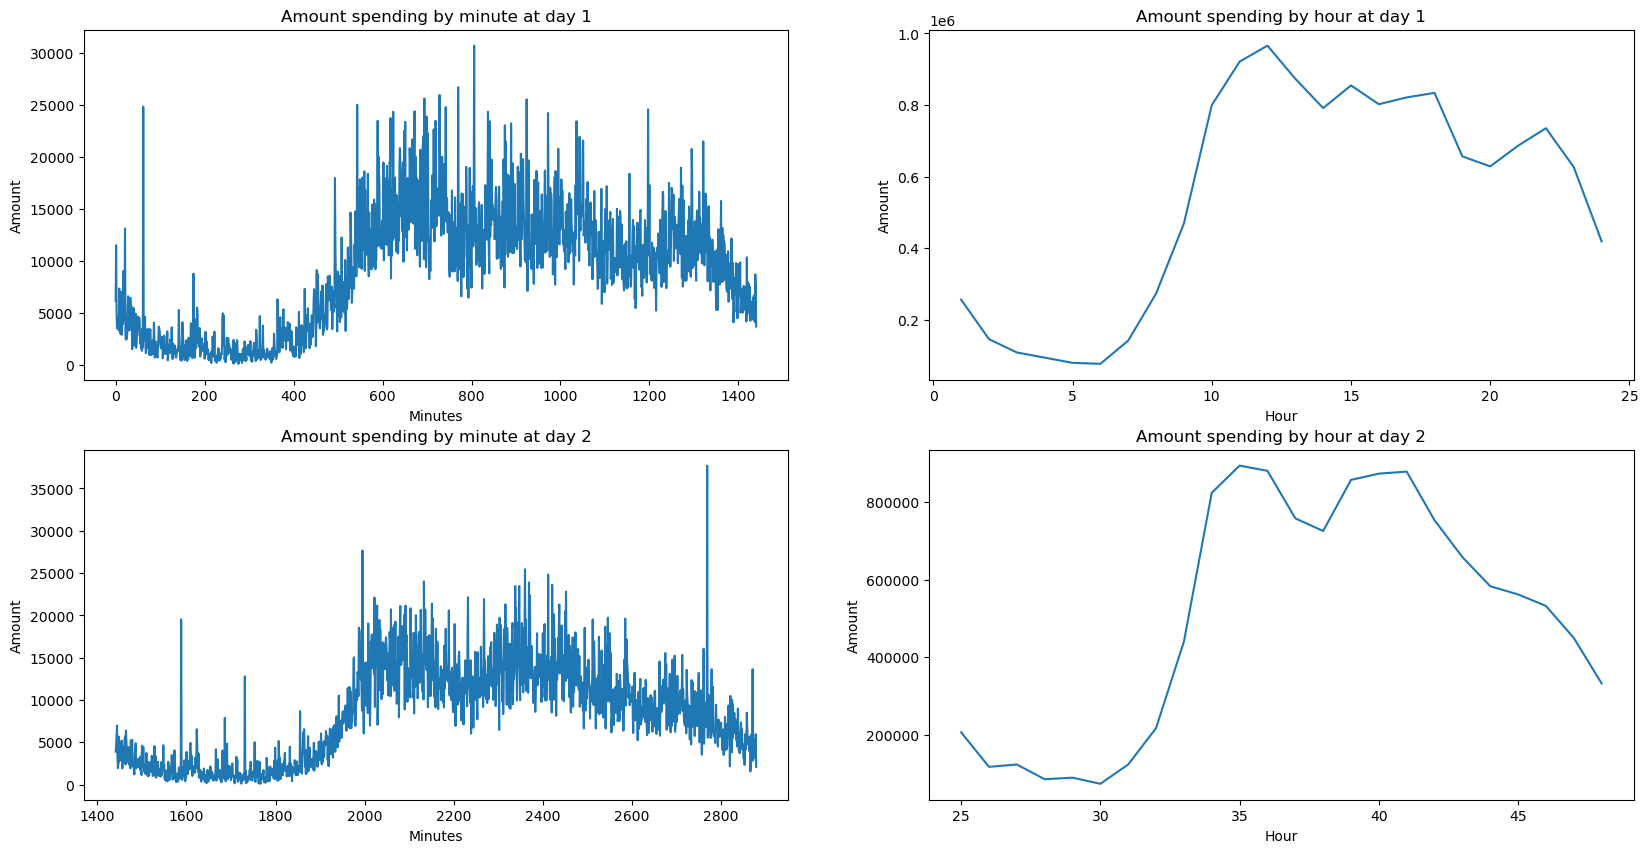 Amount spending by minute at day 1
30000
25000
20000
15000
10000
5000
0
Amount
0 200 400 600 800 1000 1200 1400
Minutes
Amount spending by hour at day 1
1e6
1.0
0.8
0.6
0.4
0.2
Amount
0 5 10 15 20 25
Hour
Amount spending by minute at day 2
35000
30000
25000
20000
15000
10000
5000
0
Amount
1400 1600 1800 2000 2200 2400 2600 2800
Minutes
Amount spending by hour at day 2
800000
600000
400000
200000
Amount
25 30 35 40 45
Hour